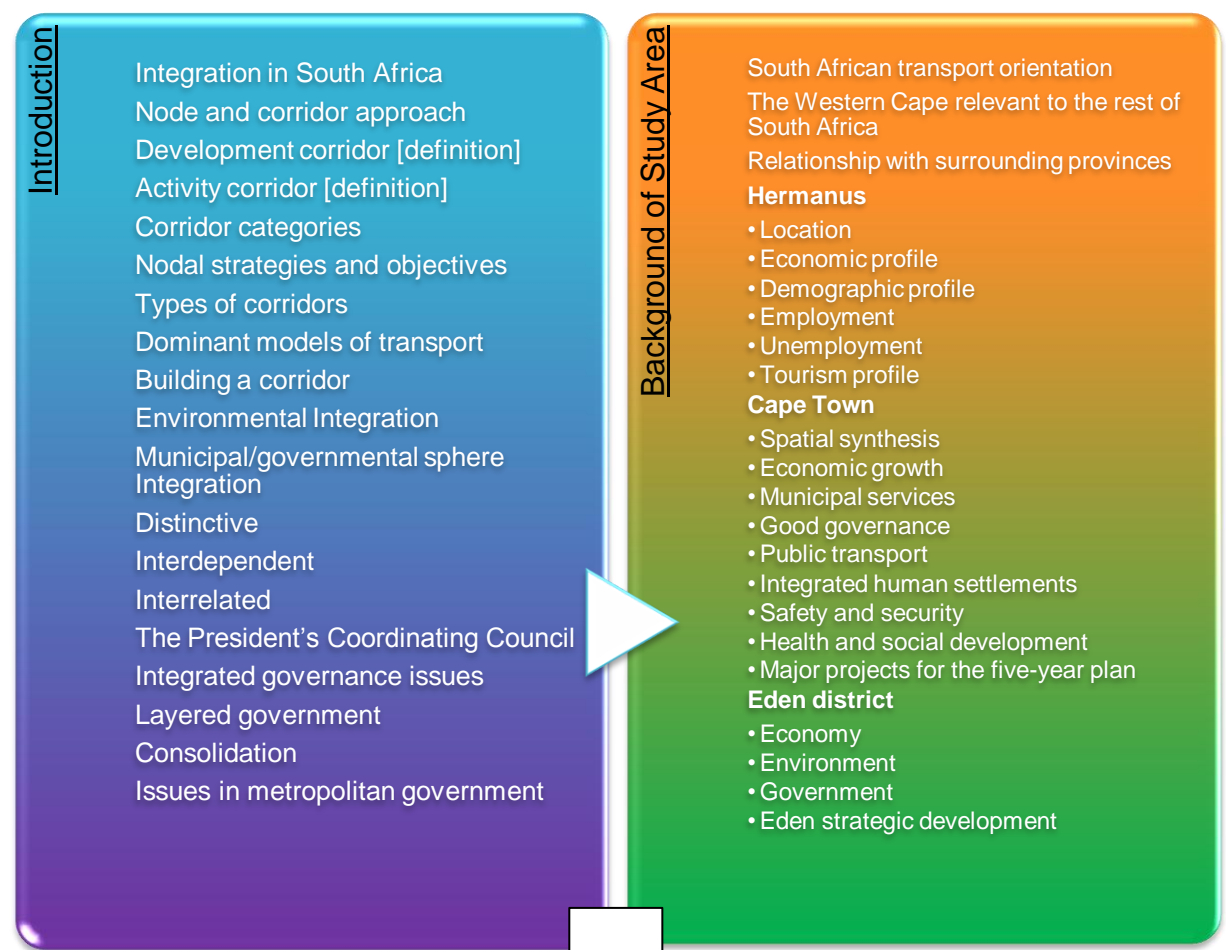 Introduction
Integration in South Africa
Node and corridor approach
Development corridor [definition]
Activity corridor [definition]
Corridor categories
Nodal strategies and objectives
Types of corridors
Dominant models of transport
Building a corridor
Environmental Integration
Municipal/governmental sphere
Integration
Distinctive
Interdependent
Interrelated
The President's Coordinating Council
Integrated governance issues
Layered government
Consolidation
Issues in metropolitan government
Background of Study Area
South African transport orientation
The Western Cape relevant to the rest of
South Africa
Relationship with surrounding provinces
Hermanus
• Location
• Economic profile
• Demographic profile
• Employment
• Unemployment
• Tourism profile
Cape Town
• Spatial synthesis
• Economic growth
• Municipal services
• Good governance
• Public transport
• Integrated human settlements
• Safety and security
• Health and social development
• Major projects for the five-year plan
Eden district
• Economy
• Environment
• Government
• Eden strategic development